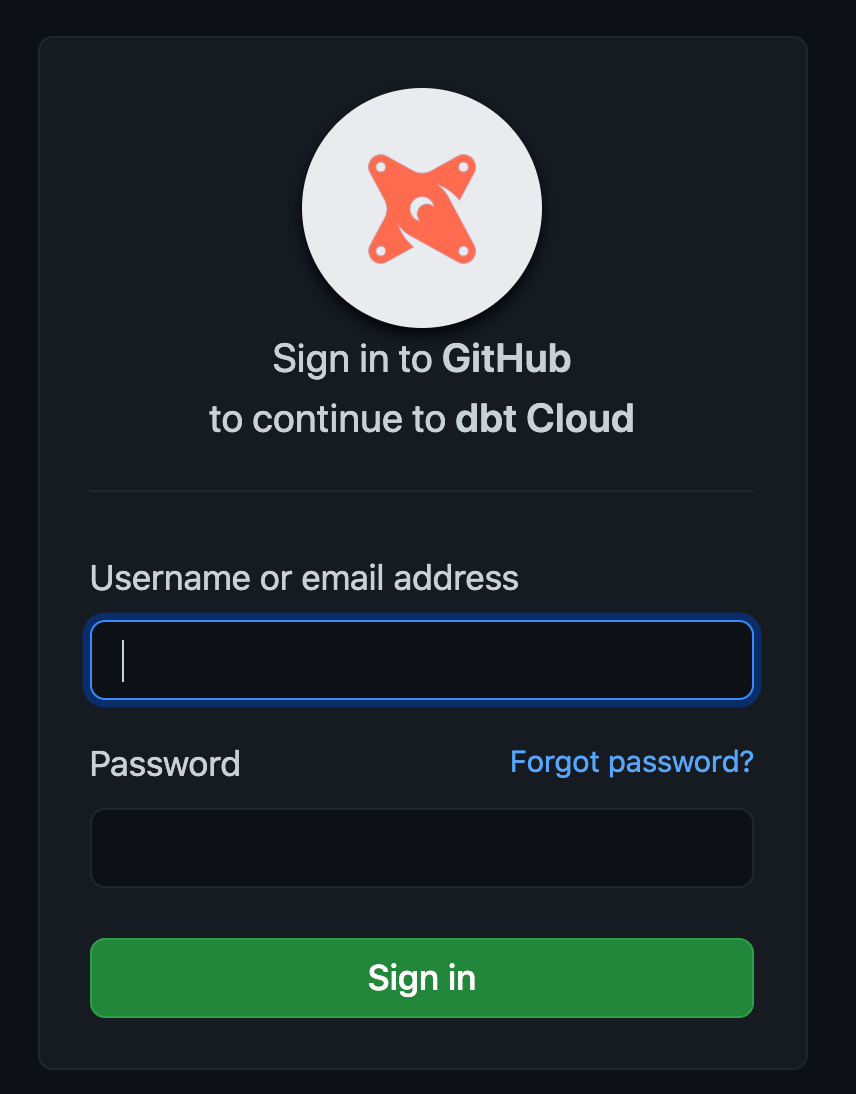 Sign in to GitHub
to continue to dbt Cloud
Username or email address
Password Forgot password?
Sign in